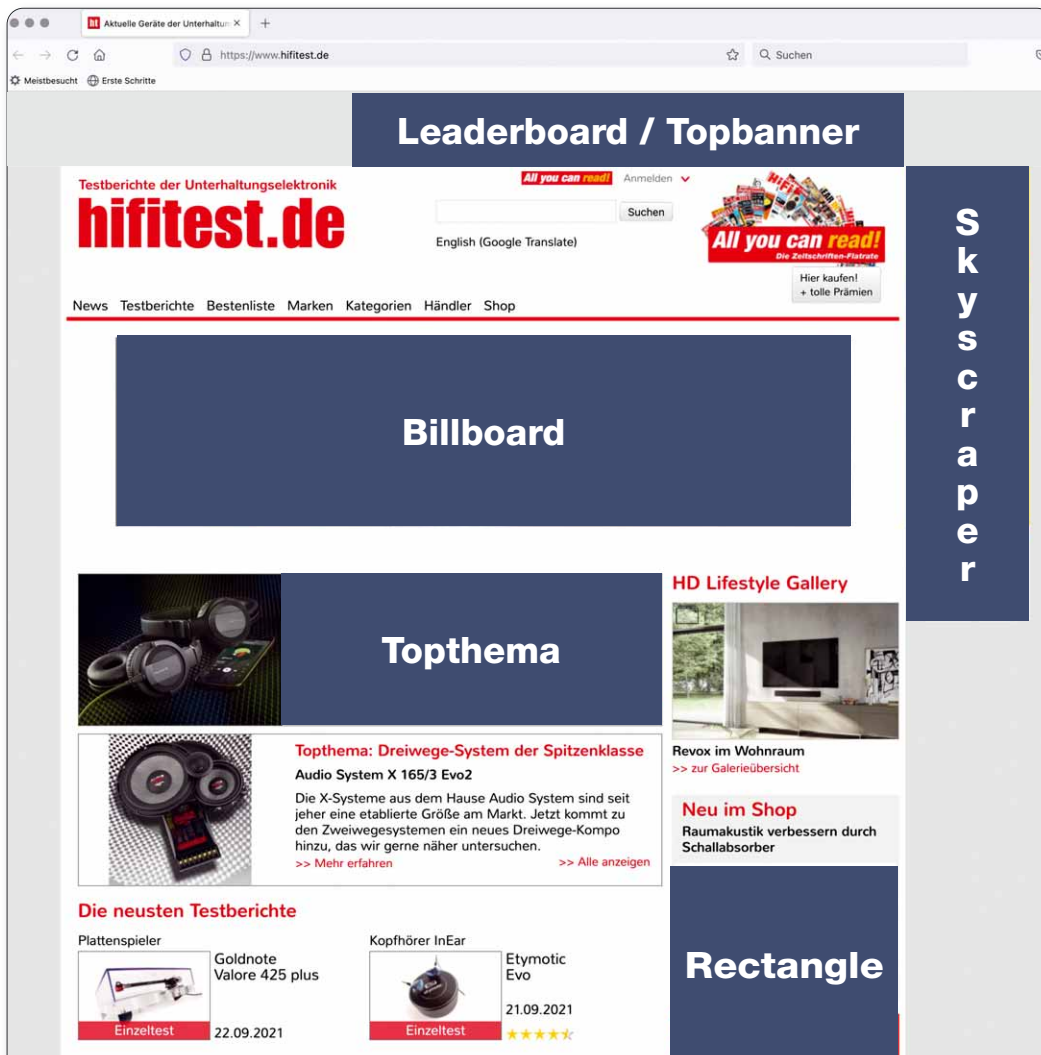 Aktuelle Geräte der Unterhaltun
https://www.hifitest.de
Suchen
Meistbesucht
Erste Schritte
Leaderboard / Topbanner
Testberichte der Unterhaltungselektronik
hifitest.de
All you can read!
Anmelden
Suchen
English (Google Translate)
All you can read!
Die Zeitschriften-Flatrate
Hier kaufen!
+ tolle Prämien
News Testberichte Bestenliste Marken Kategorien Händler Shop
Skyscraper
Billboard
Topthema
HD Lifestyle Gallery
Revox im Wohnraum
>> zur Galerieübersicht
Topthema: Dreiwege-System der Spitzenklasse
Audio System X 165/3 Evo2
Die X-Systeme aus dem Hause Audio System sind seit
jeher eine etablierte Größe am Markt. Jetzt kommt zu
den Zweiwegesystemen ein neues Dreiwege-Kompo
hinzu, das wir gerne näher untersuchen.
>> Mehr erfahren
>> Alle anzeigen
Neu im Shop
Raumakustik verbessern durch
Schallabsorber
Die neusten Testberichte
Plattenspieler
Goldnote
Valore 425 plus
Einzeltest
22.09.2021
Kopfhörer InEar
Etymotic
Evo
21.09.2021
Einzeltest
Rectangle